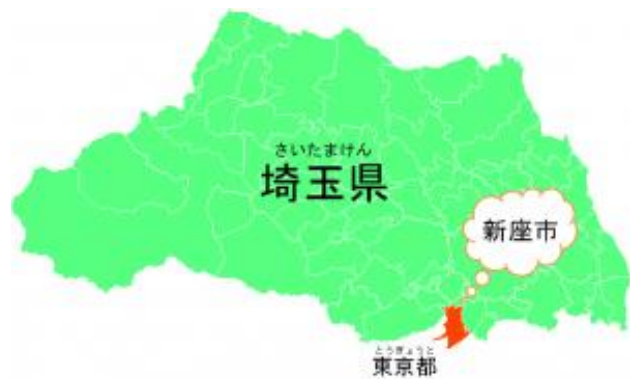 さいたまけん
埼玉県
新座市
とうきょうと
東京都